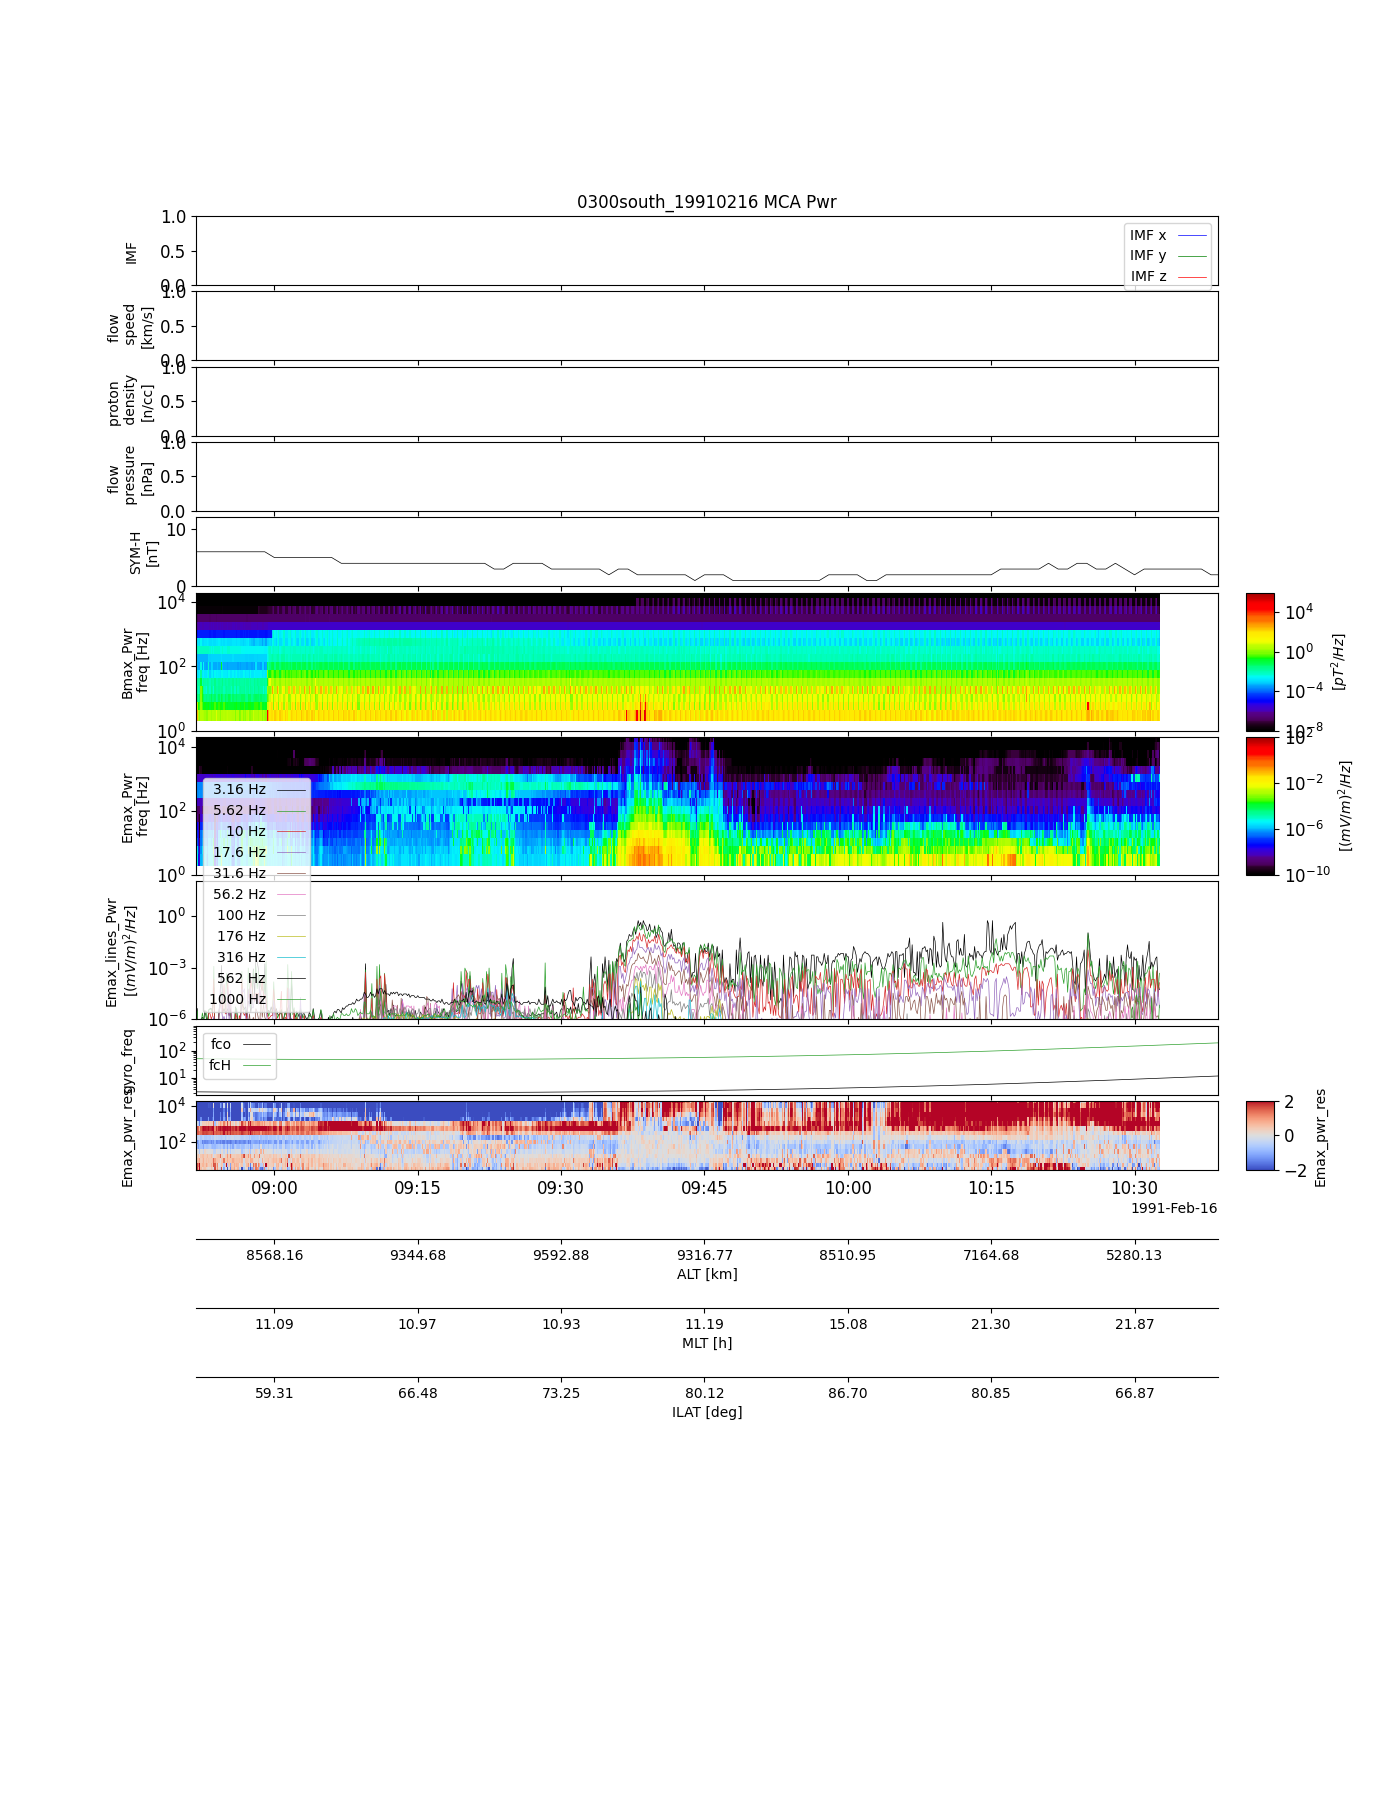 0300south_19910216 MCA Pwr
1.0
0.5
0.0
IMF
IMF x
IMF y
IMF z
1.0
0.5
0.0
flow
speed
[km/s]
1.0
0.5
0.0
proton
density
[n/cc]
1.0
0.5
0.0
flow
pressure
[nPa]
10
0
SYM-H
[nT]
10^4
10^2
10^0
Bmax_Pwr
freq [Hz]
10^4
10^0
10^-4
10^-8
[pT^2/Hz]
10^4
10^2
10^0
Emax_Pwr
freq [Hz]
10^2
10^-2
10^-6
10^-10
[(mV/m)^2/Hz]
3.16 Hz
5.62 Hz
10 Hz
17.6 Hz
31.6 Hz
56.2 Hz
100 Hz
176 Hz
316 Hz
562 Hz
1000 Hz
10^0
10^-3
10^-6
Emax_lines_Pwr
[(mV/m)^2/Hz]
10^2
10^1
gyro_freq
fco
fcH
10^4
10^2
Emax_pwr_res
2
0
−2
Emax_pwr_res
09:00 09:15 09:30 09:45 10:00 10:15 10:30
1991-Feb-16
8568.16 9344.68 9592.88 9316.77 8510.95 7164.68 5280.13
ALT [km]
11.09 10.97 10.93 11.19 15.08 21.30 21.87
MLT [h]
59.31 66.48 73.25 80.12 86.70 80.85 66.87
ILAT [deg]